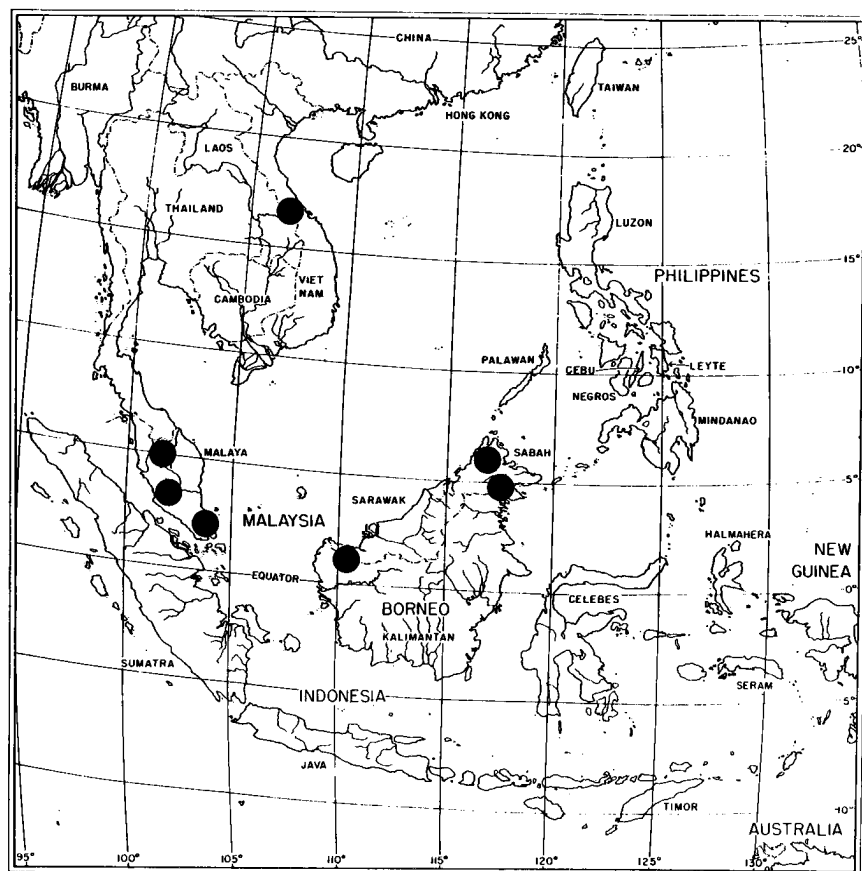 CHINA
25°
BURMA
TAIWAN
HONG KONG
LAOS
20°
THAILAND
LUZON
VIET
NAM
15°
PHILIPPINES
CAMBODIA
PALAWAN
CEBU
LEYTE
10°
NEGROS
MINDANAO
MALAYA
SABAH
5°
SARAWAK
MALAYSIA
HALMAHERA
NEW
GUINEA
EQUATOR
0°
BORNEO
CELEBES
KALIMANTAN
SUMATRA
SERAM
INDONESIA
5°
JAVA
TIMOR
10°
AUSTRALIA
95° 100° 105° 110° 115° 120° 125° 130°